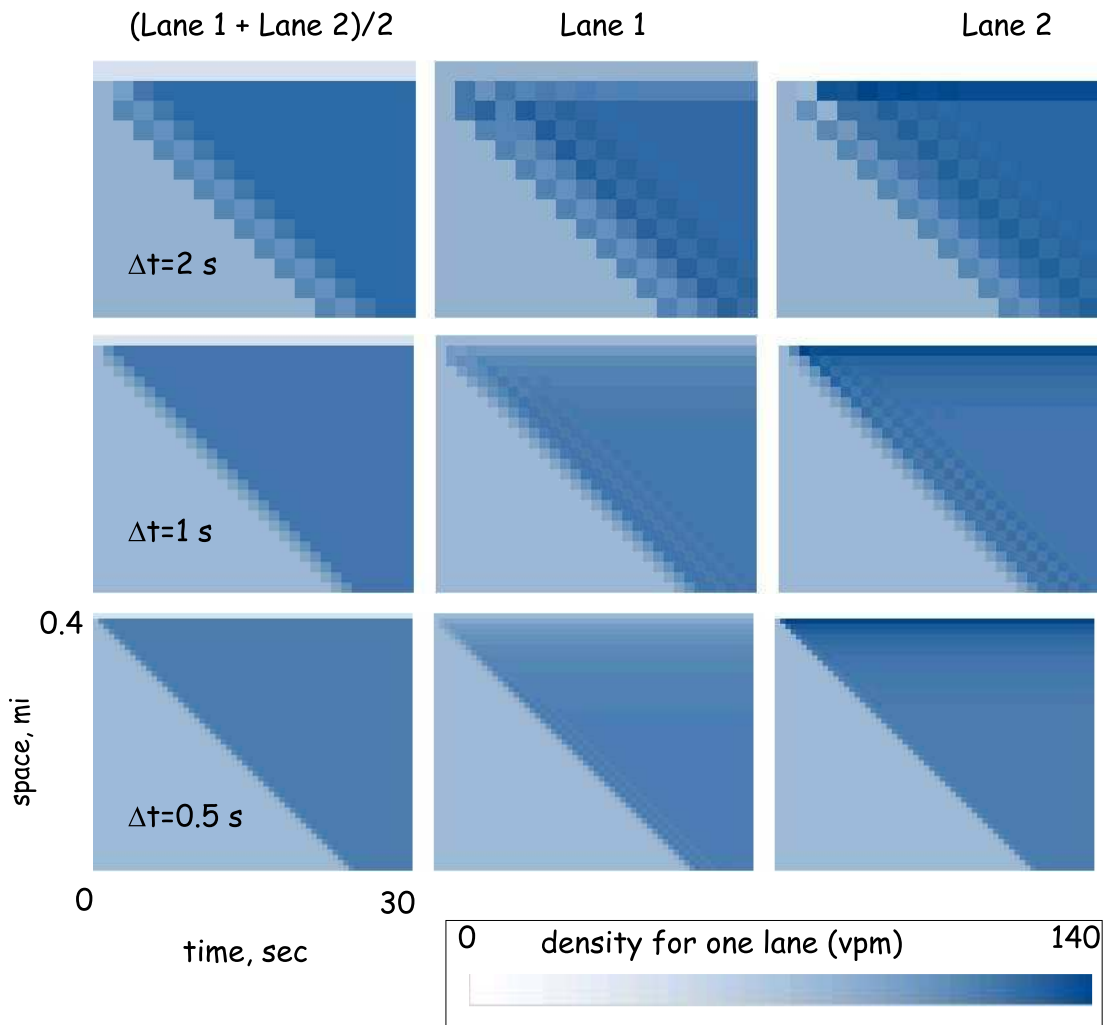 (Lane 1 + Lane 2)/2
Lane 1
Lane 2
Δt=2 s
Δt=1 s
0.4
space, mi
Δt=0.5 s
0
30
time, sec
0
density for one lane (vpm)
140